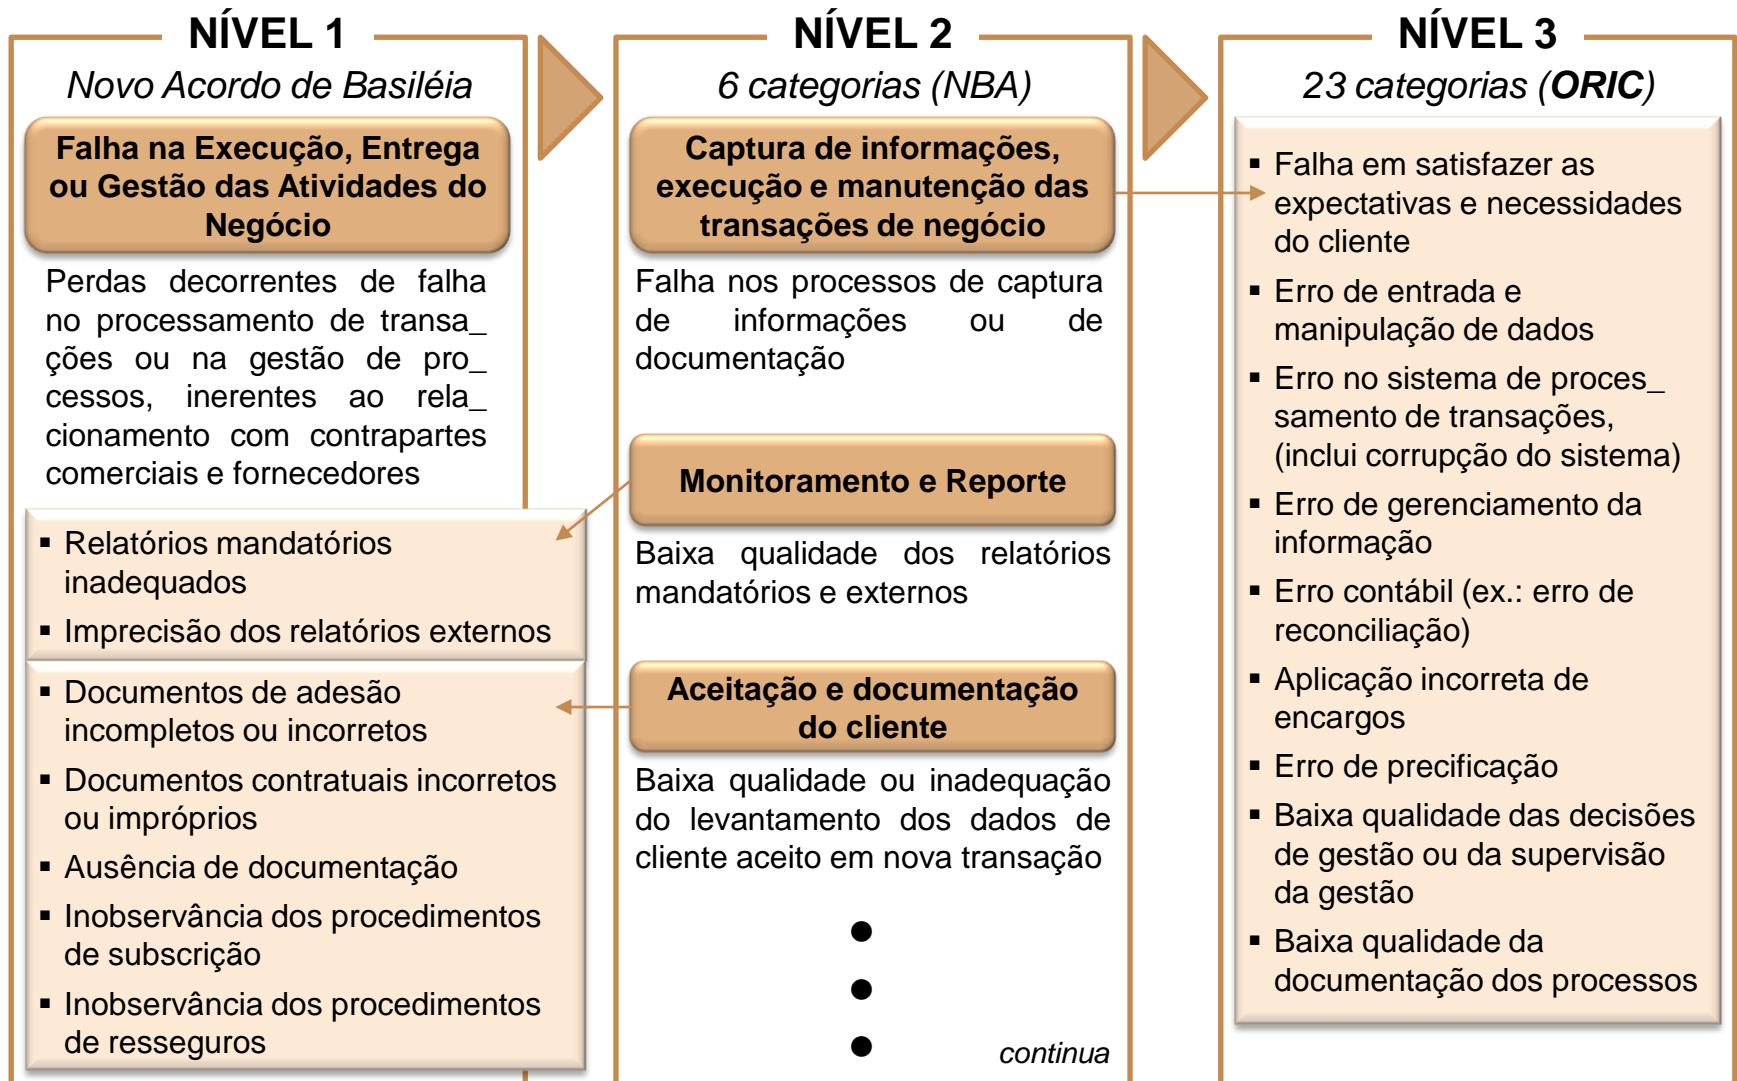 NÍVEL 1
Novo Acordo de Basiléia
Falha na Execução, Entrega
ou Gestão das Atividades do
Negócio
Perdas decorrentes de falha
no processamento de transa_
ções ou na gestão de pro_
cessos, inerentes ao rela_
cionamento com contrapartes
comerciais e fornecedores
▪ Relatórios mandatórios
inadequados
▪ Imprecisão dos relatórios externos
▪ Documentos de adesão
incompletos ou incorretos
▪ Documentos contratuais incorretos
ou impróprios
▪ Ausência de documentação
▪ Inobservância dos procedimentos
de subscrição
▪ Inobservância dos procedimentos
de resseguros
NÍVEL 2
6 categorias (NBA)
Captura de informações,
execução e manutenção das
transações de negócio
Falha nos processos de captura
de informações ou de
documentação
Monitoramento e Reporte
Baixa qualidade dos relatórios
mandatórios e externos
Aceitação e documentação
do cliente
Baixa qualidade ou inadequação
do levantamento dos dados de
cliente aceito em nova transação
continua
NÍVEL 3
23 categorias (ORIC)
▪ Falha em satisfazer as
expectativas e necessidades
do cliente
▪ Erro de entrada e
manipulação de dados
▪ Erro no sistema de proces_
samento de transações,
(inclui corrupção do sistema)
▪ Erro de gerenciamento da
informação
▪ Erro contábil (ex.: erro de
reconciliação)
▪ Aplicação incorreta de
encargos
▪ Erro de precificação
▪ Baixa qualidade das decisões
de gestão ou da supervisão
da gestão
▪ Baixa qualidade da
documentação dos processos